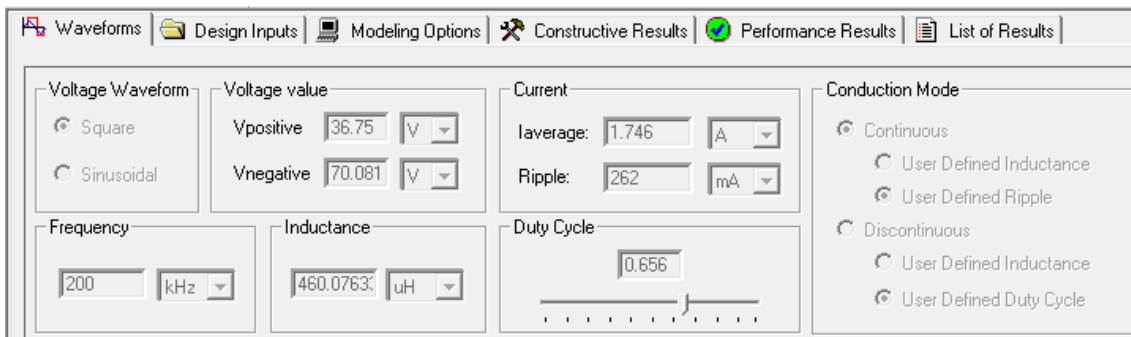 Waveforms Design Inputs Modeling Options Constructive Results Performance Results List of Results
Voltage Waveform Voltage value Current Conduction Mode
Square Vpositive 36.75 V Iaverage: 1.746 A Continuous
User Defined Inductance
Sinusoidal Vnegative 70.081 V Ripple: 262 mA User Defined Ripple
Frequency Inductance Duty Cycle Discontinuous
0.656 User Defined Inductance
200 kHz 460.0763 uH User Defined Duty Cycle